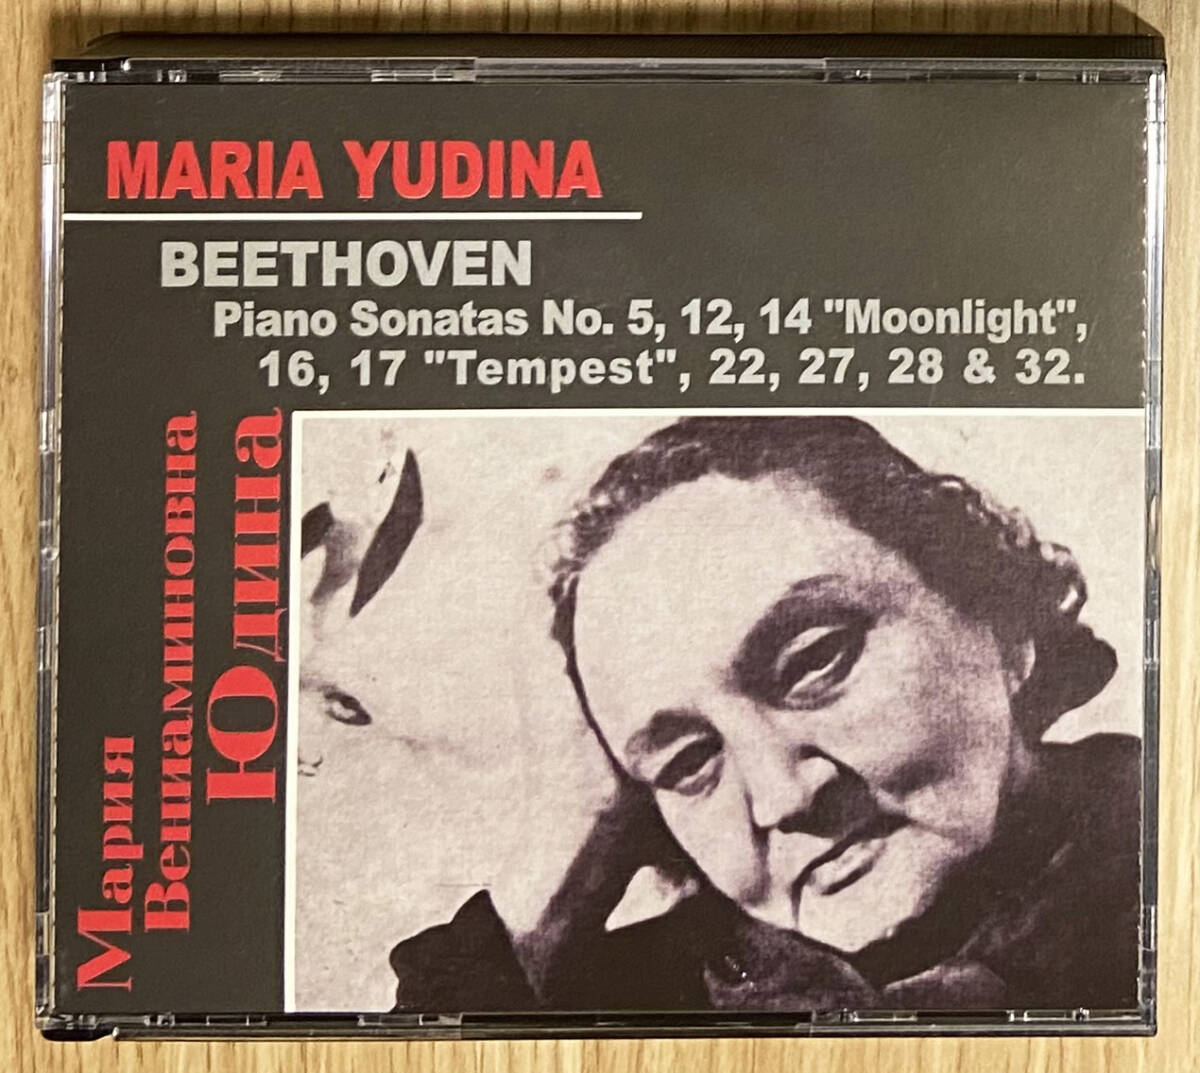 MARIA YUDINA
BEETHOVEN
Piano Sonatas No. 5, 12, 14 "Moonlight",
16, 17 "Tempest", 22, 27, 28 & 32.
Мария
Вениаминовна
Юдина